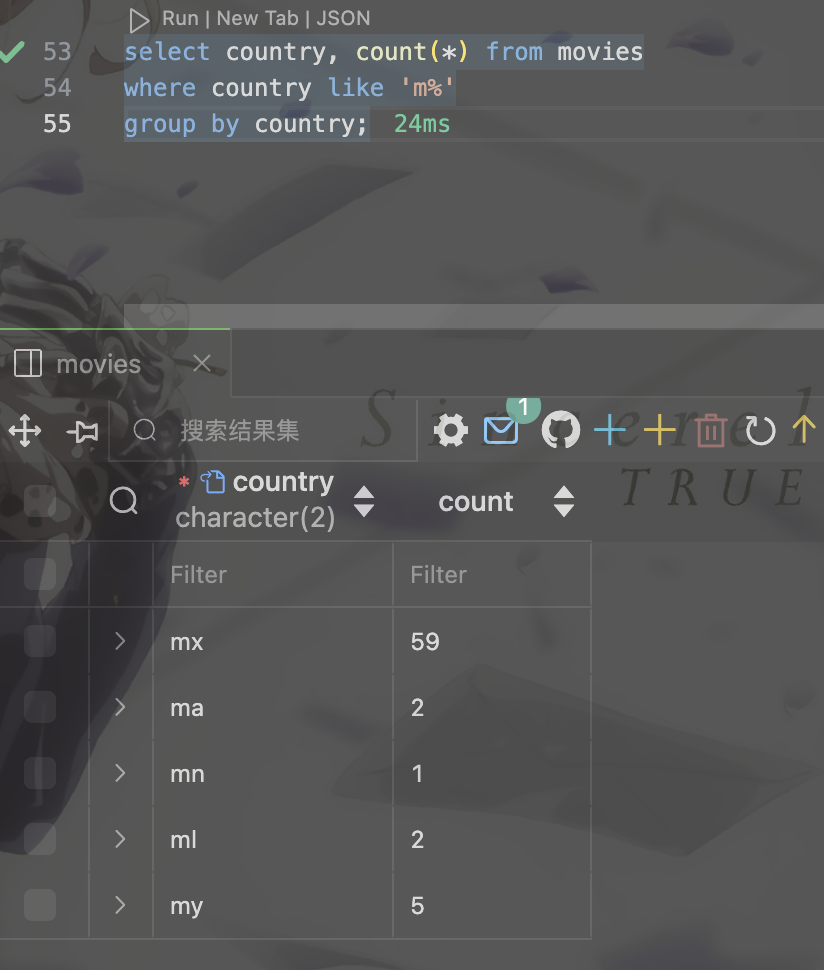 Run | New Tab | JSON
53 select country, count(*) from movies
54 where country like 'm%'
55 group by country; 24ms
movies
Sincerely
搜索结果集
1
TRUE
* country
character(2)
count
Filter Filter
mx 59
ma 2
mn 1
ml 2
my 5